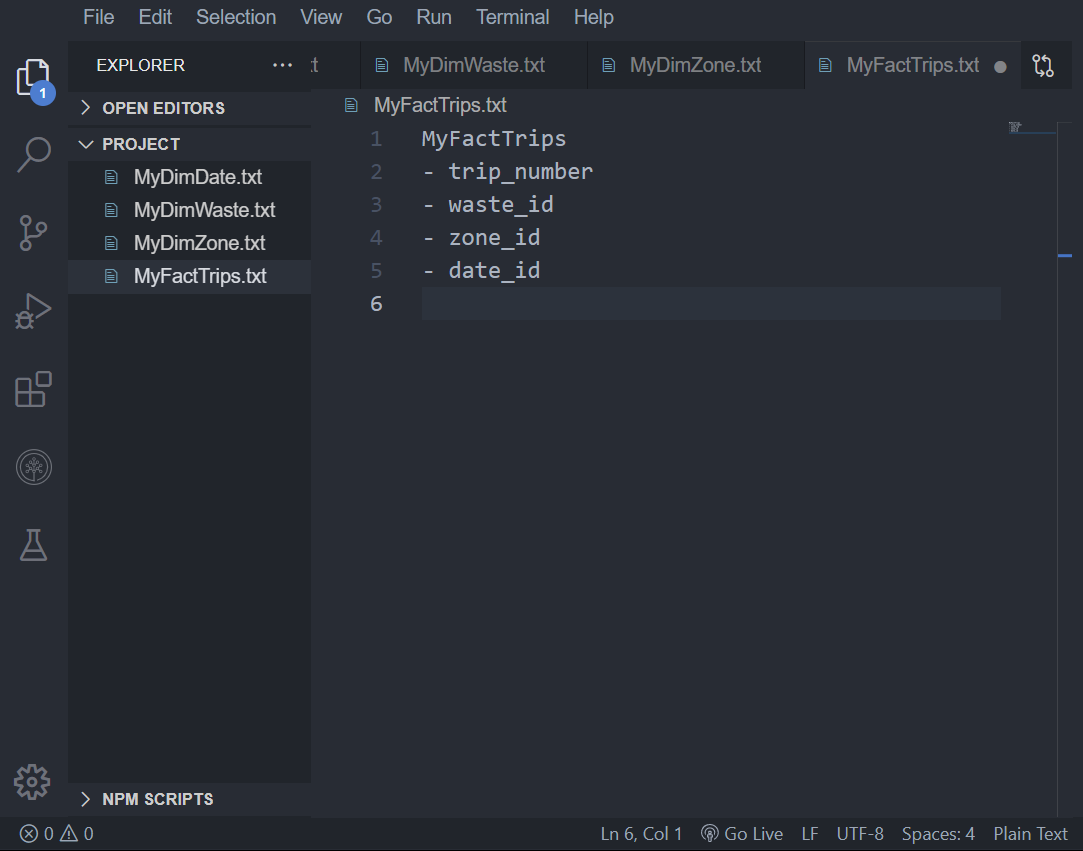 File Edit Selection View Go Run Terminal Help
EXPLORER ··· t MyDimWaste.txt MyDimZone.txt MyFactTrips.txt
1
OPEN EDITORS
PROJECT
MyDimDate.txt
MyDimWaste.txt
MyDimZone.txt
MyFactTrips.txt
MyFactTrips.txt
1 MyFactTrips
2 - trip_number
3 - waste_id
4 - zone_id
5 - date_id
6
NPM SCRIPTS
0 0 Ln 6, Col 1 Go Live LF UTF-8 Spaces: 4 Plain Text